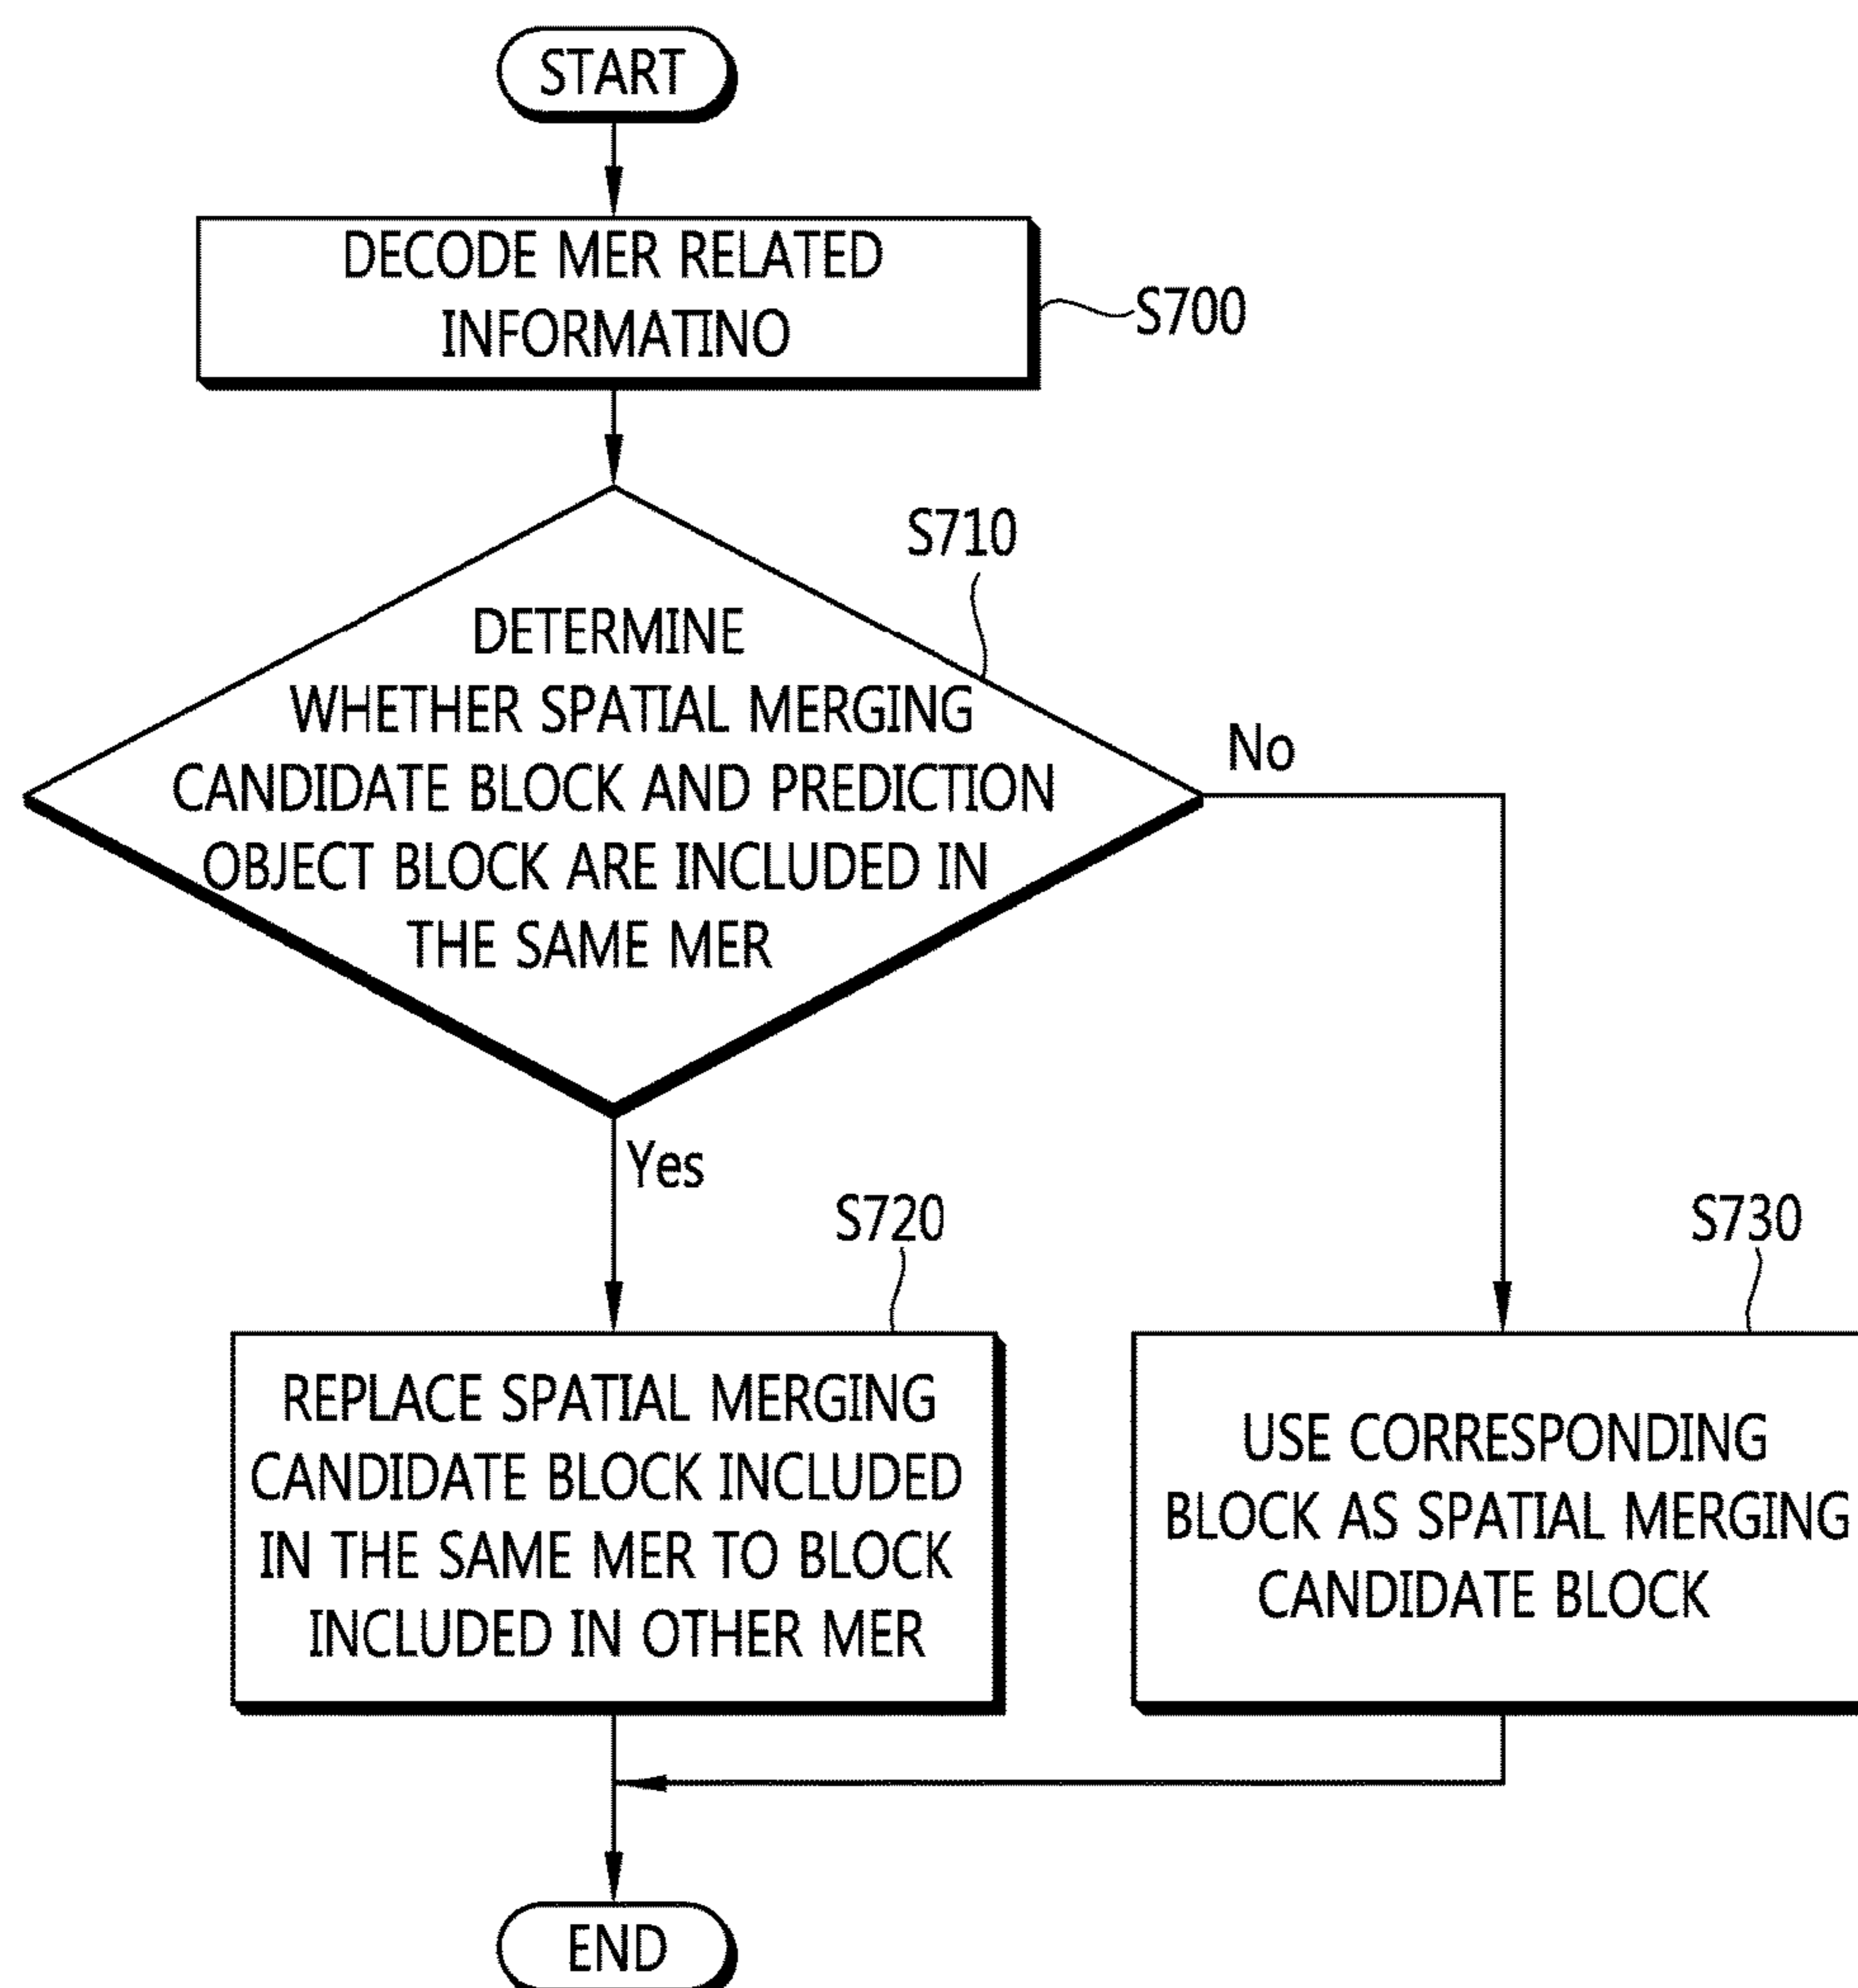 START
DECODE MER RELATED
INFORMATINO
S700
S710
DETERMINE
WHETHER SPATIAL MERGING
CANDIDATE BLOCK AND PREDICTION
OBJECT BLOCK ARE INCLUDED IN
THE SAME MER
No
Yes
S720
REPLACE SPATIAL MERGING
CANDIDATE BLOCK INCLUDED
IN THE SAME MER TO BLOCK
INCLUDED IN OTHER MER
S730
USE CORRESPONDING
BLOCK AS SPATIAL MERGING
CANDIDATE BLOCK
END